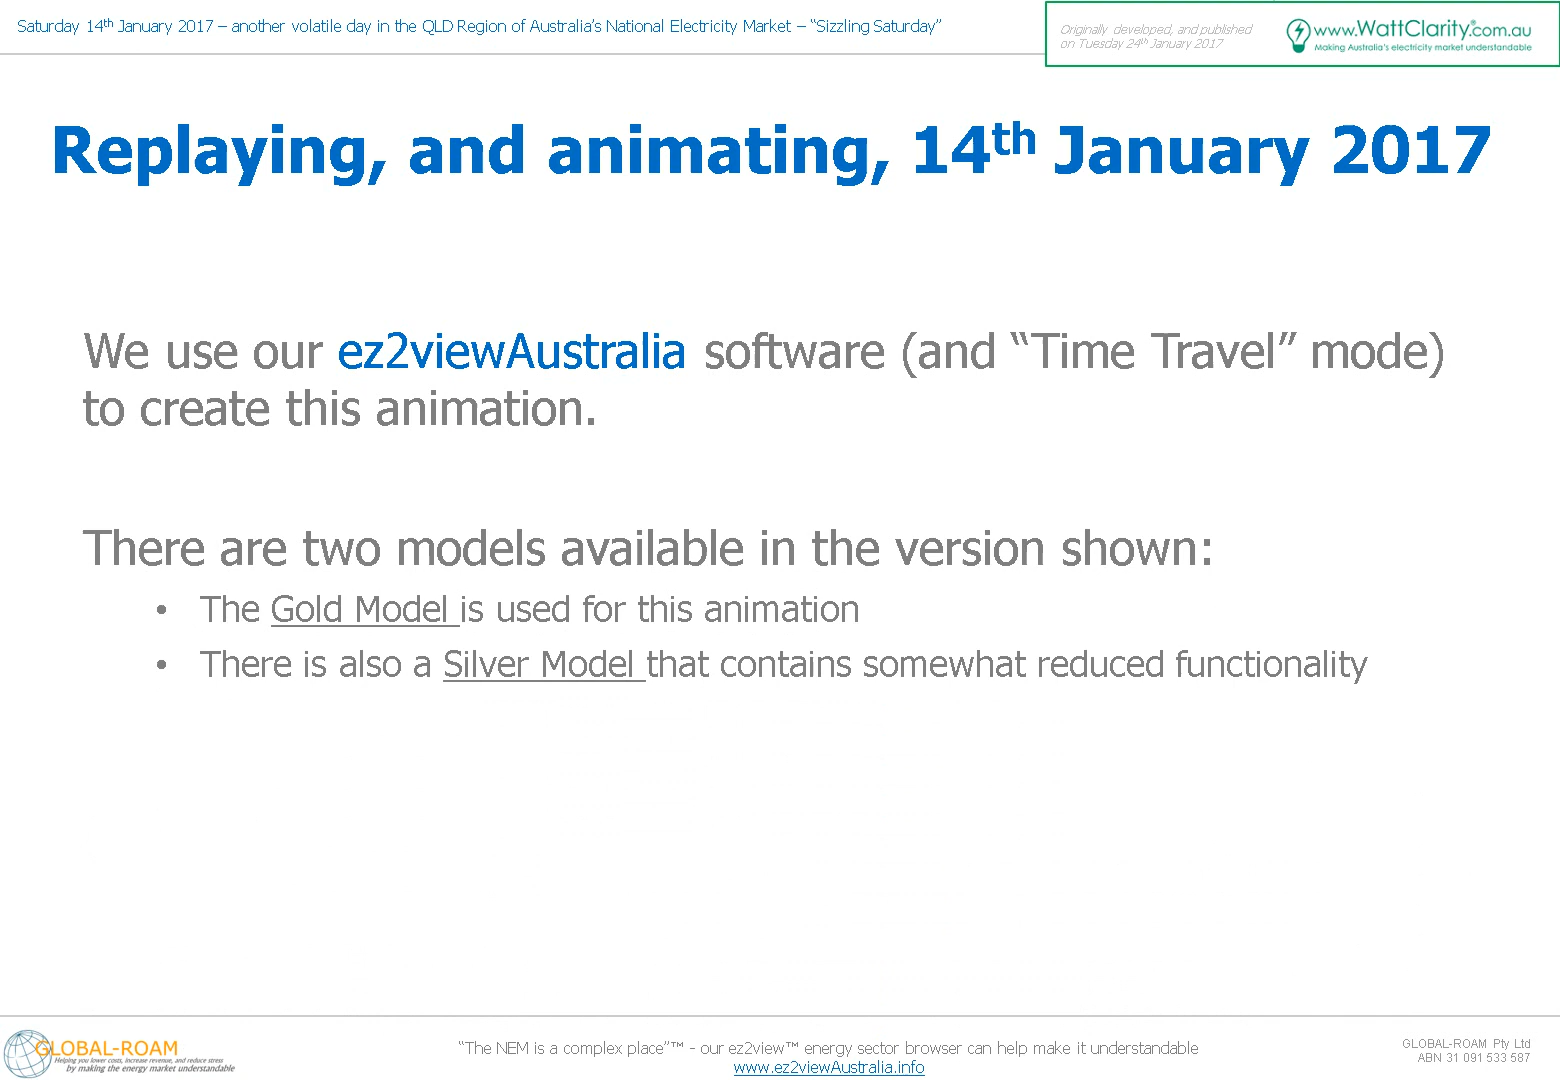 Saturday 14th January 2017 – another volatile day in the QLD Region of Australia’s National Electricity Market – “Sizzling Saturday”
Originally developed, and published
on Tuesday 24th January 2017
www.WattClarity®com.au
Making Australia's electricity market understandable
Replaying, and animating, 14th January 2017
We use our ez2viewAustralia software (and “Time Travel” mode)
to create this animation.
There are two models available in the version shown:
• The Gold Model is used for this animation
• There is also a Silver Model that contains somewhat reduced functionality
GLOBAL-ROAM
Helping you lower costs, increase revenue, and reduce stress
by making the energy market understandable
“The NEM is a complex place”™ - our ez2view™ energy sector browser can help make it understandable
www.ez2viewAustralia.info
GLOBAL-ROAM Pty Ltd
ABN 31 091 533 587